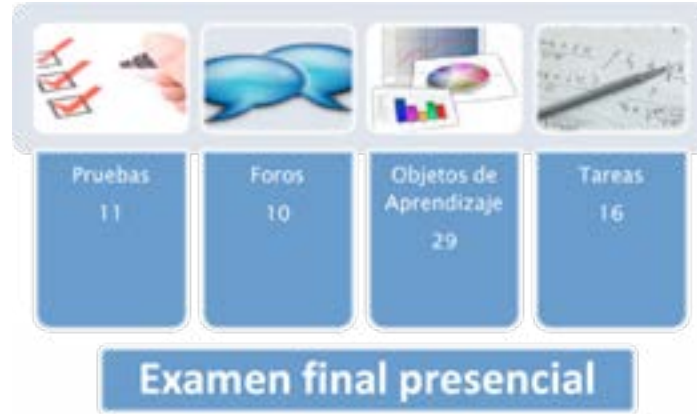 Pruebas
11
Foros
10
Objetos de
Aprendizaje
29
Tareas
16
Examen final presencial